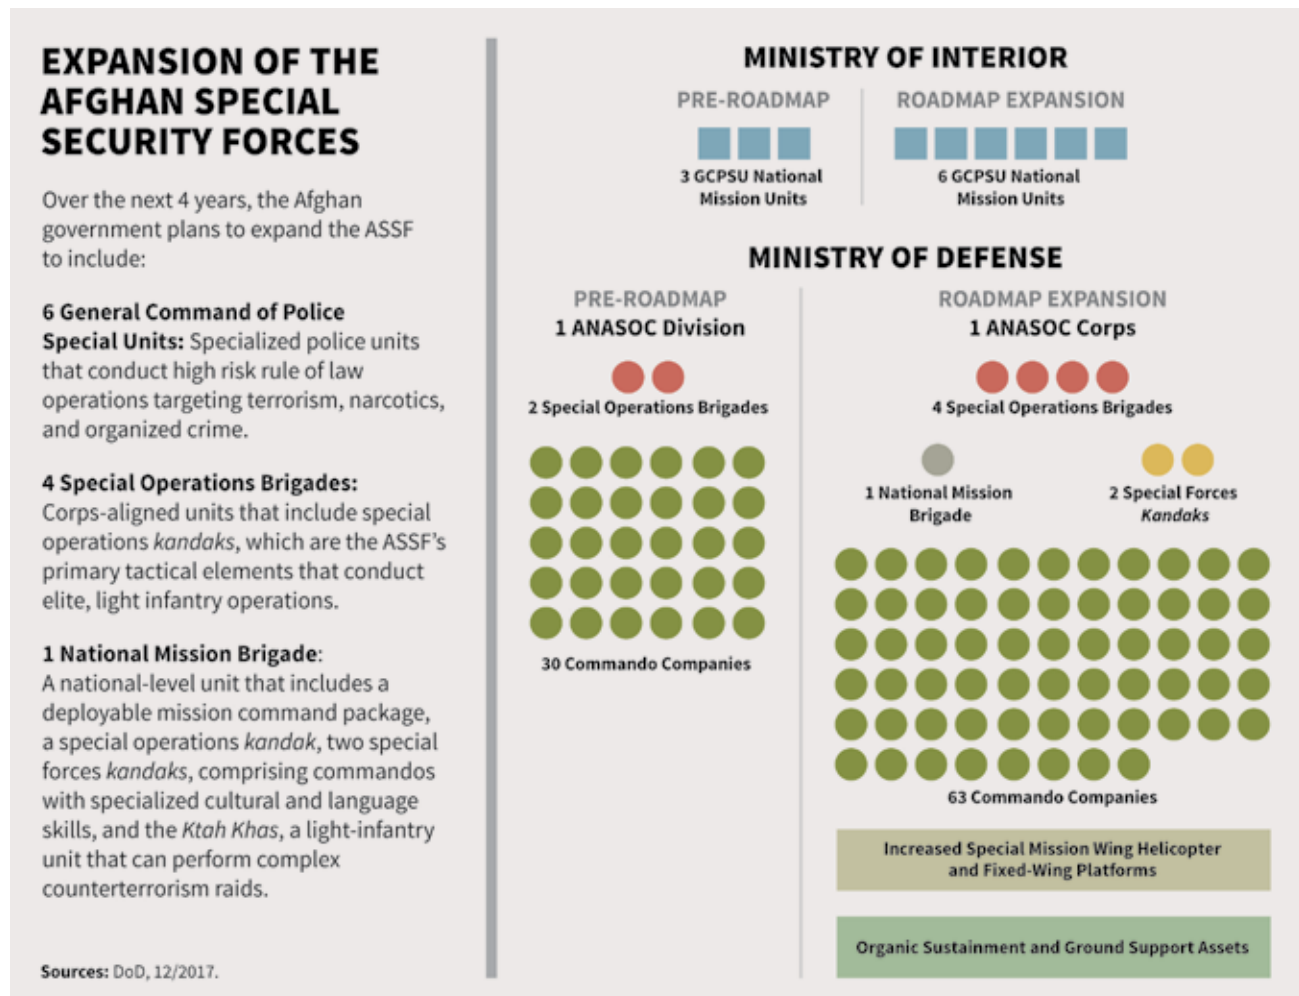 EXPANSION OF THE
AFGHAN SPECIAL
SECURITY FORCES
Over the next 4 years, the Afghan
government plans to expand the ASSF
to include:
6 General Command of Police
Special Units: Specialized police units
that conduct high risk rule of law
operations targeting terrorism, narcotics,
and organized crime.
4 Special Operations Brigades:
Corps-aligned units that include special
operations kandaks, which are the ASSF's
primary tactical elements that conduct
elite, light infantry operations.
1 National Mission Brigade:
A national-level unit that includes a
deployable mission command package,
a special operations kandak, two special
forces kandaks, comprising commandos
with specialized cultural and language
skills, and the Ktah Khas, a light-infantry
unit that can perform complex
counterterrorism raids.
Sources: DoD, 12/2017.
MINISTRY OF INTERIOR
PRE-ROADMAP
3 GCPSU National
Mission Units
ROADMAP EXPANSION
6 GCPSU National
Mission Units
MINISTRY OF DEFENSE
PRE-ROADMAP
1 ANASOC Division
2 Special Operations Brigades
30 Commando Companies
ROADMAP EXPANSION
1 ANASOC Corps
4 Special Operations Brigades
1 National Mission
Brigade
2 Special Forces
Kandaks
63 Commando Companies
Increased Special Mission Wing Helicopter
and Fixed-Wing Platforms
Organic Sustainment and Ground Support Assets